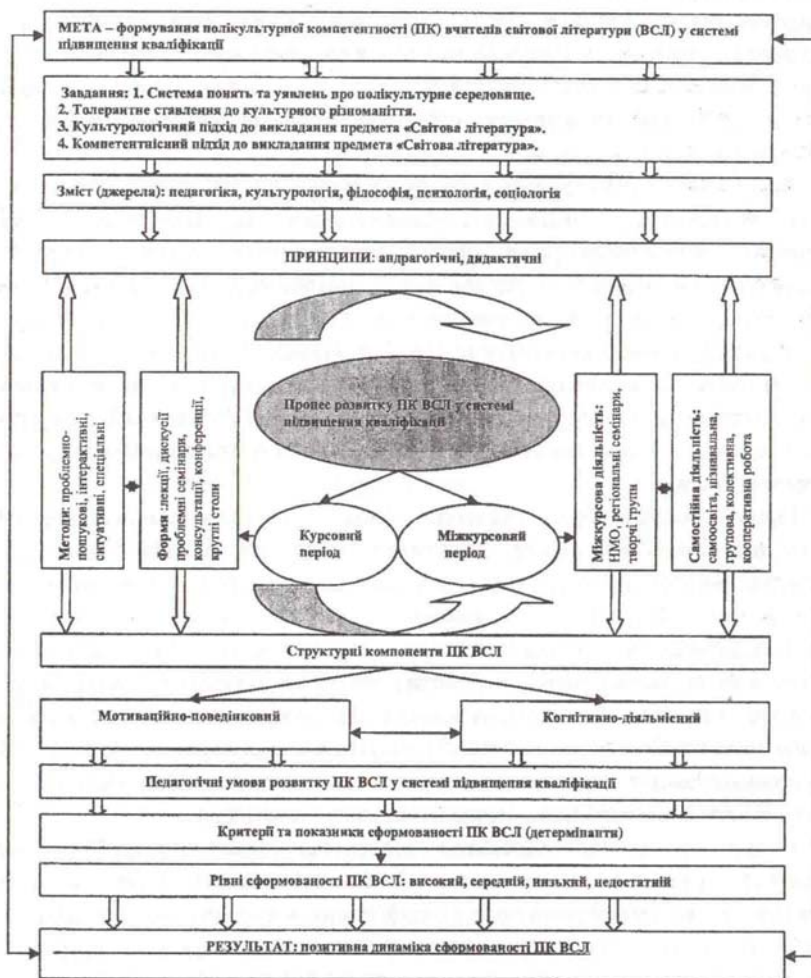 МЕТА – формування полікультурної компетентності (ПК) вчителів світової літератури (ВСЛ) у системі
підвищення кваліфікації
Завдання: 1. Система понять та уявлень про полікультурне середовище.
2. Толерантне ставлення до культурного різноманіття.
3. Культурологічний підхід до викладання предмета «Світова література».
4. Компетентнісний підхід до викладання предмета «Світова література».
Зміст (джерела): педагогіка, культурологія, філософія, психологія, соціологія
ПРИНЦИПИ: андрагогічні, дидактичні
Методи: проблемно-
пошукові, інтерактивні,
ситуативні, спеціальні
Форми :лекції, дискусії
проблемні семінари,
консультації, конференції,
круглі столи
Процес розвитку ПК ВСЛ у системі
підвищення кваліфікації
Курсовий
період
Міжкурсовий
період
Міжкурсова діяльність:
НМО, регіональні семінари,
творчі групи
Самостійна діяльність:
самоосвіта, пізнавальна,
групова, колективна,
кооперативна робота
Структурні компоненти ПК ВСЛ
Мотиваційно-поведінковий
Когнітивно-діяльнісний
Педагогічні умови розвитку ПК ВСЛ у системі підвищення кваліфікації
Критерії та показники сформованості ПК ВСЛ (детермінанти)
Рівні сформованості ПК ВСЛ: високий, середній, низький, недостатній
РЕЗУЛЬТАТ: позитивна динаміка сформованості ПК ВСЛ